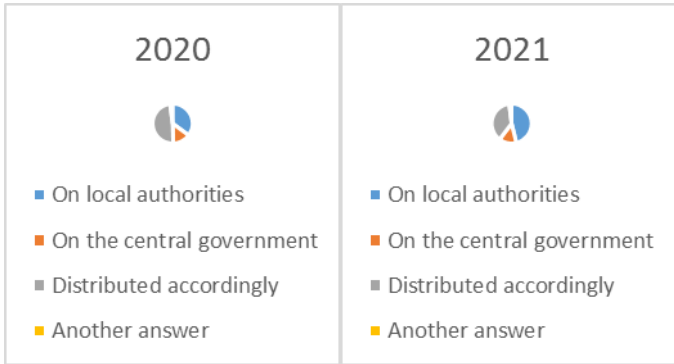 2020
On local authorities
On the central government
Distributed accordingly
Another answer
2021
On local authorities
On the central government
Distributed accordingly
Another answer